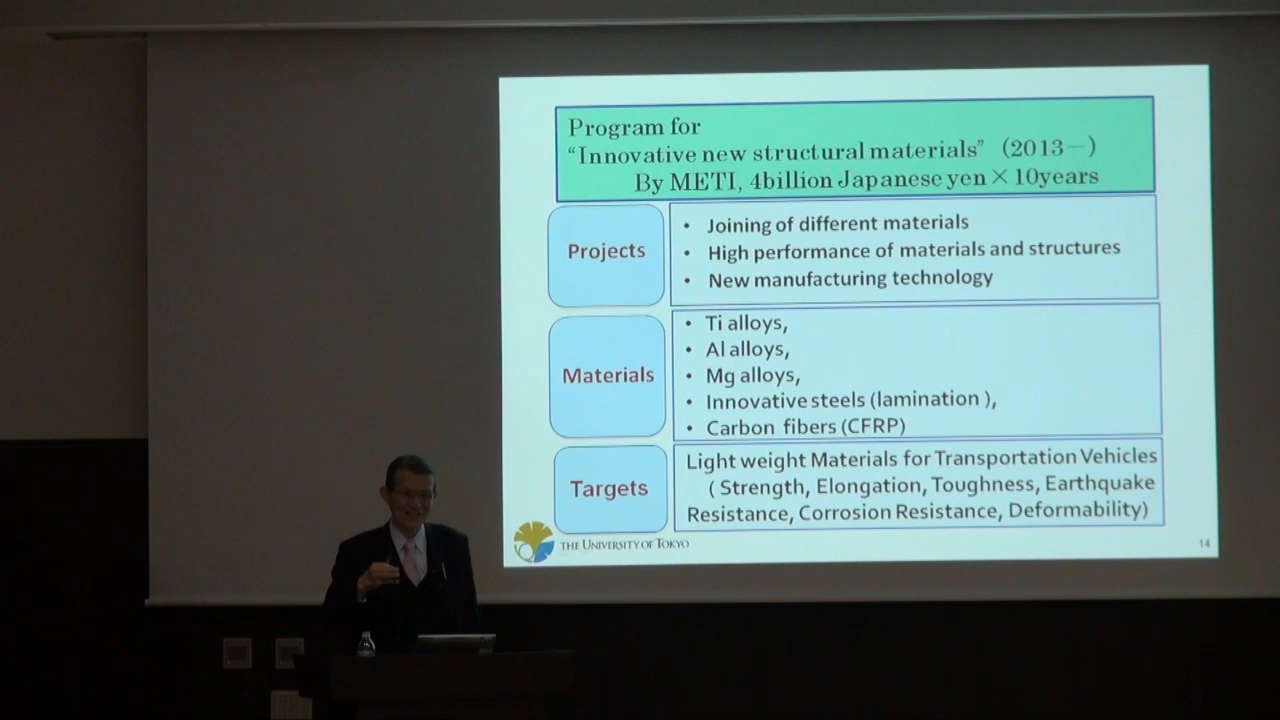 Program for
“Innovative new structural materials” (2013―)
By METI, 4billion Japanese yen×10years
Projects
• Joining of different materials
• High performance of materials and structures
• New manufacturing technology
Materials
• Ti alloys,
• Al alloys,
• Mg alloys,
• Innovative steels (lamination ),
• Carbon fibers (CFRP)
Targets
Light weight Materials for Transportation Vehicles
( Strength, Elongation, Toughness, Earthquake
Resistance, Corrosion Resistance, Deformability)
THE UNIVERSITY OF TOKYO
14